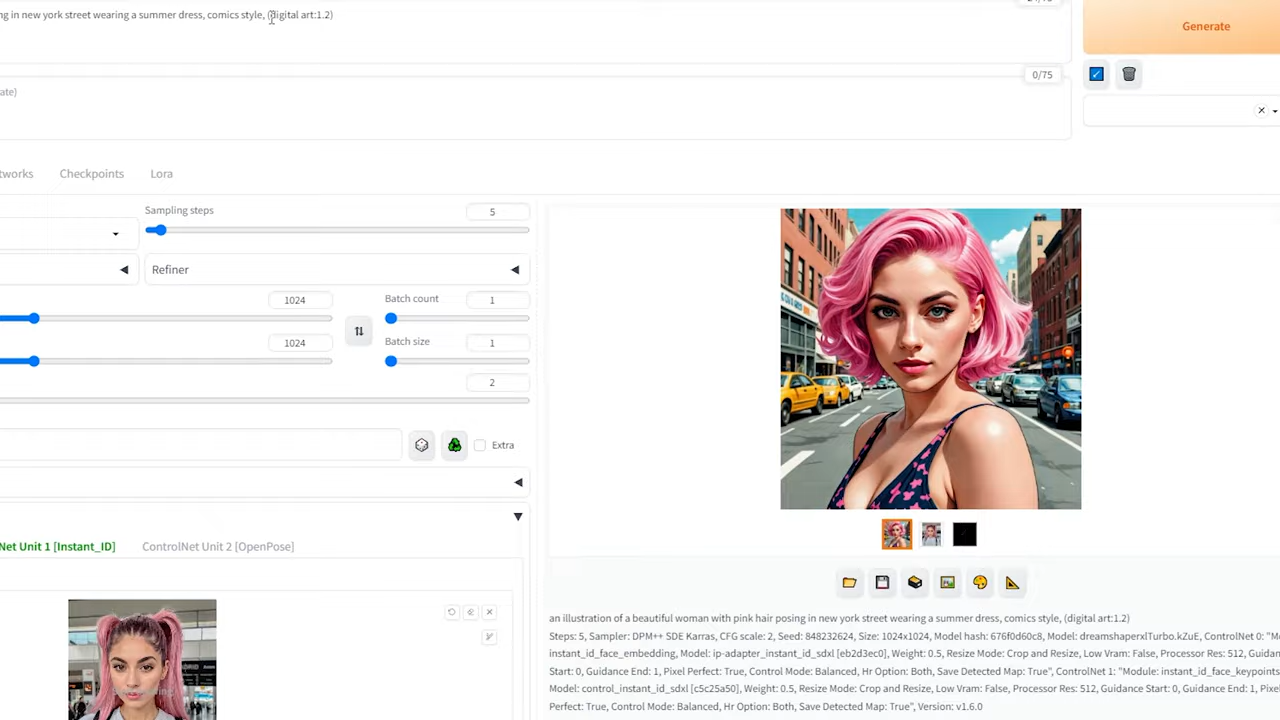 ng in new york street wearing a summer dress, comics style, (digital art:1.2)
Generate
0/75
ate)
tworks
Checkpoints
Lora
Sampling steps
5
Refiner
1024
Batch count
1
1024
Batch size
1
2
Extra
Net Unit 1 [Instant_ID]
ControlNet Unit 2 [OpenPose]
an illustration of a beautiful woman with pink hair posing in new york street wearing a summer dress, comics style, (digital art:1.2)
Steps: 5, Sampler: DPM++ SDE Karras, CFG scale: 2, Seed: 848232624, Size: 1024x1024, Model hash: 676f0d60c8, Model: dreamshaperxlTurbo.kZuE, ControlNet 0: "Mo
instant_id_face_embedding, Model: ip-adapter_instant_id_sdxl [eb2d3ec0], Weight: 0.5, Resize Mode: Crop and Resize, Low Vram: False, Processor Res: 512, Guidan
Start: 0, Guidance End: 1, Pixel Perfect: True, Control Mode: Balanced, Hr Option: Both, Save Detected Map: True", ControlNet 1: "Module: instant_id_face_keypoints
Model: control_instant_id_sdxl [c5c25a50], Weight: 0.5, Resize Mode: Crop and Resize, Low Vram: False, Processor Res: 512, Guidance Start: 0, Guidance End: 1, Pixel
Perfect: True, Control Mode: Balanced, Hr Option: Both, Save Detected Map: True", Version: v1.6.0